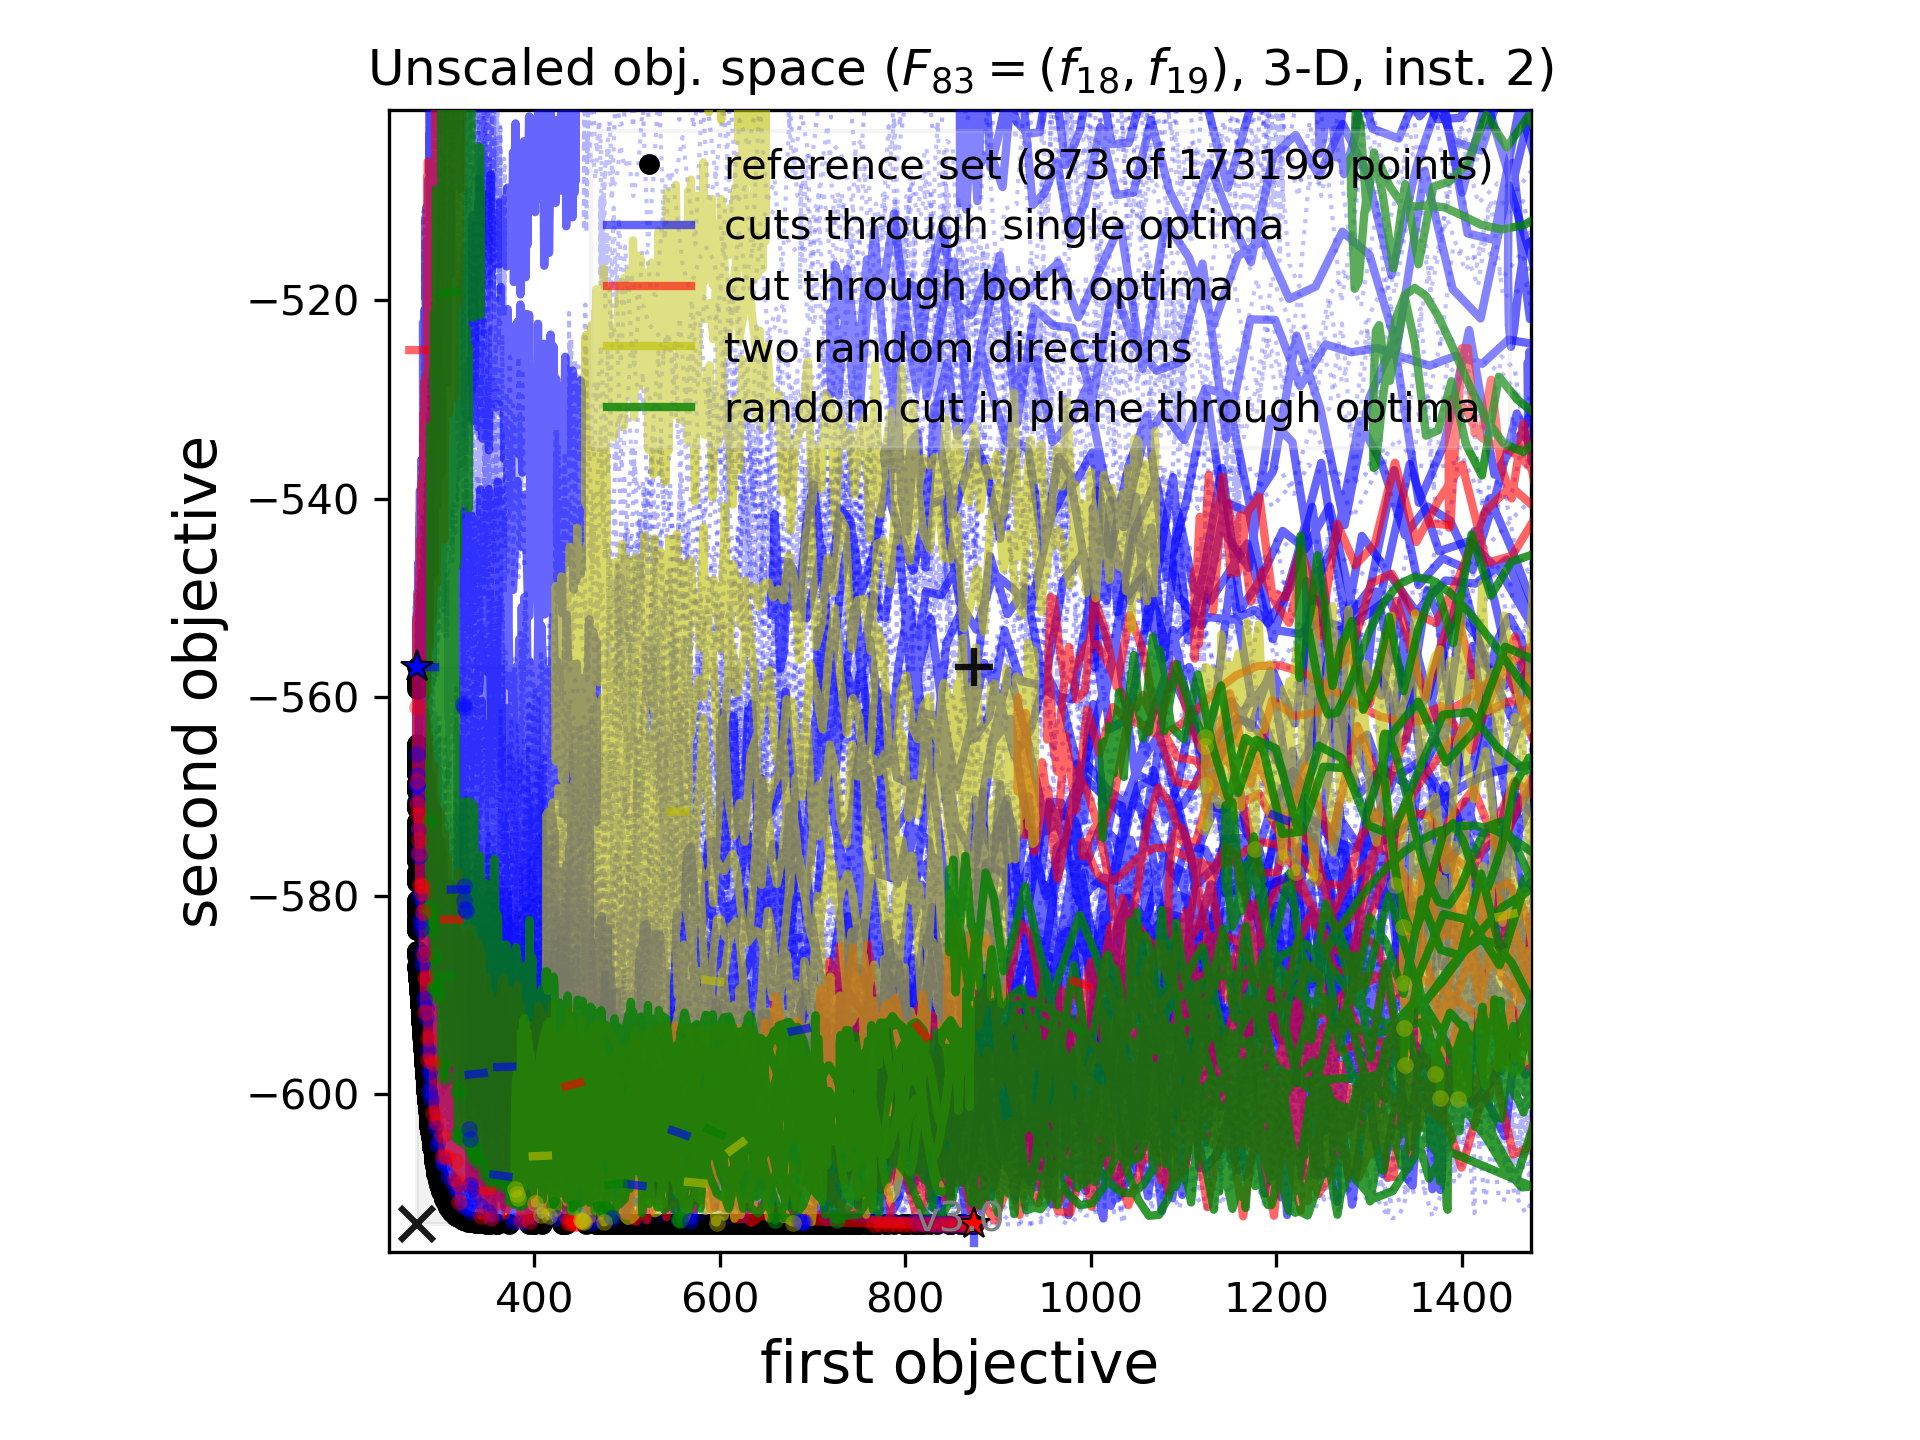 Unscaled obj. space (F83 = (f18, f19), 3-D, inst. 2)
reference set (873 of 173199 points)
cuts through single optima
cut through both optima
two random directions
random cut in plane through optima
second objective
−520
−540
−560
−580
−600
400 600 800 1000 1200 1400
first objective